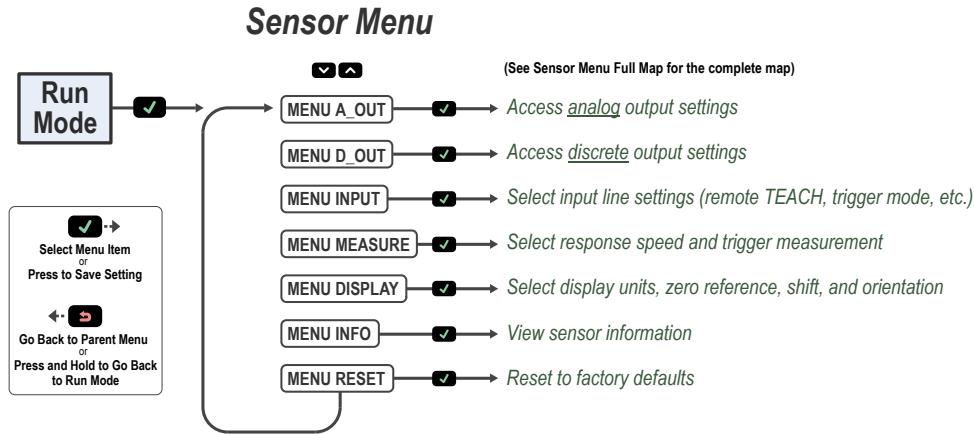 Sensor Menu
(See Sensor Menu Full Map for the complete map)
Run
Mode
MENU A_OUT
Access analog output settings
MENU D_OUT
Access discrete output settings
MENU INPUT
Select input line settings (remote TEACH, trigger mode, etc.)
MENU MEASURE
Select response speed and trigger measurement
MENU DISPLAY
Select display units, zero reference, shift, and orientation
MENU INFO
View sensor information
MENU RESET
Reset to factory defaults
Select Menu Item
or
Press to Save Setting
Go Back to Parent Menu
or
Press and Hold to Go Back
to Run Mode